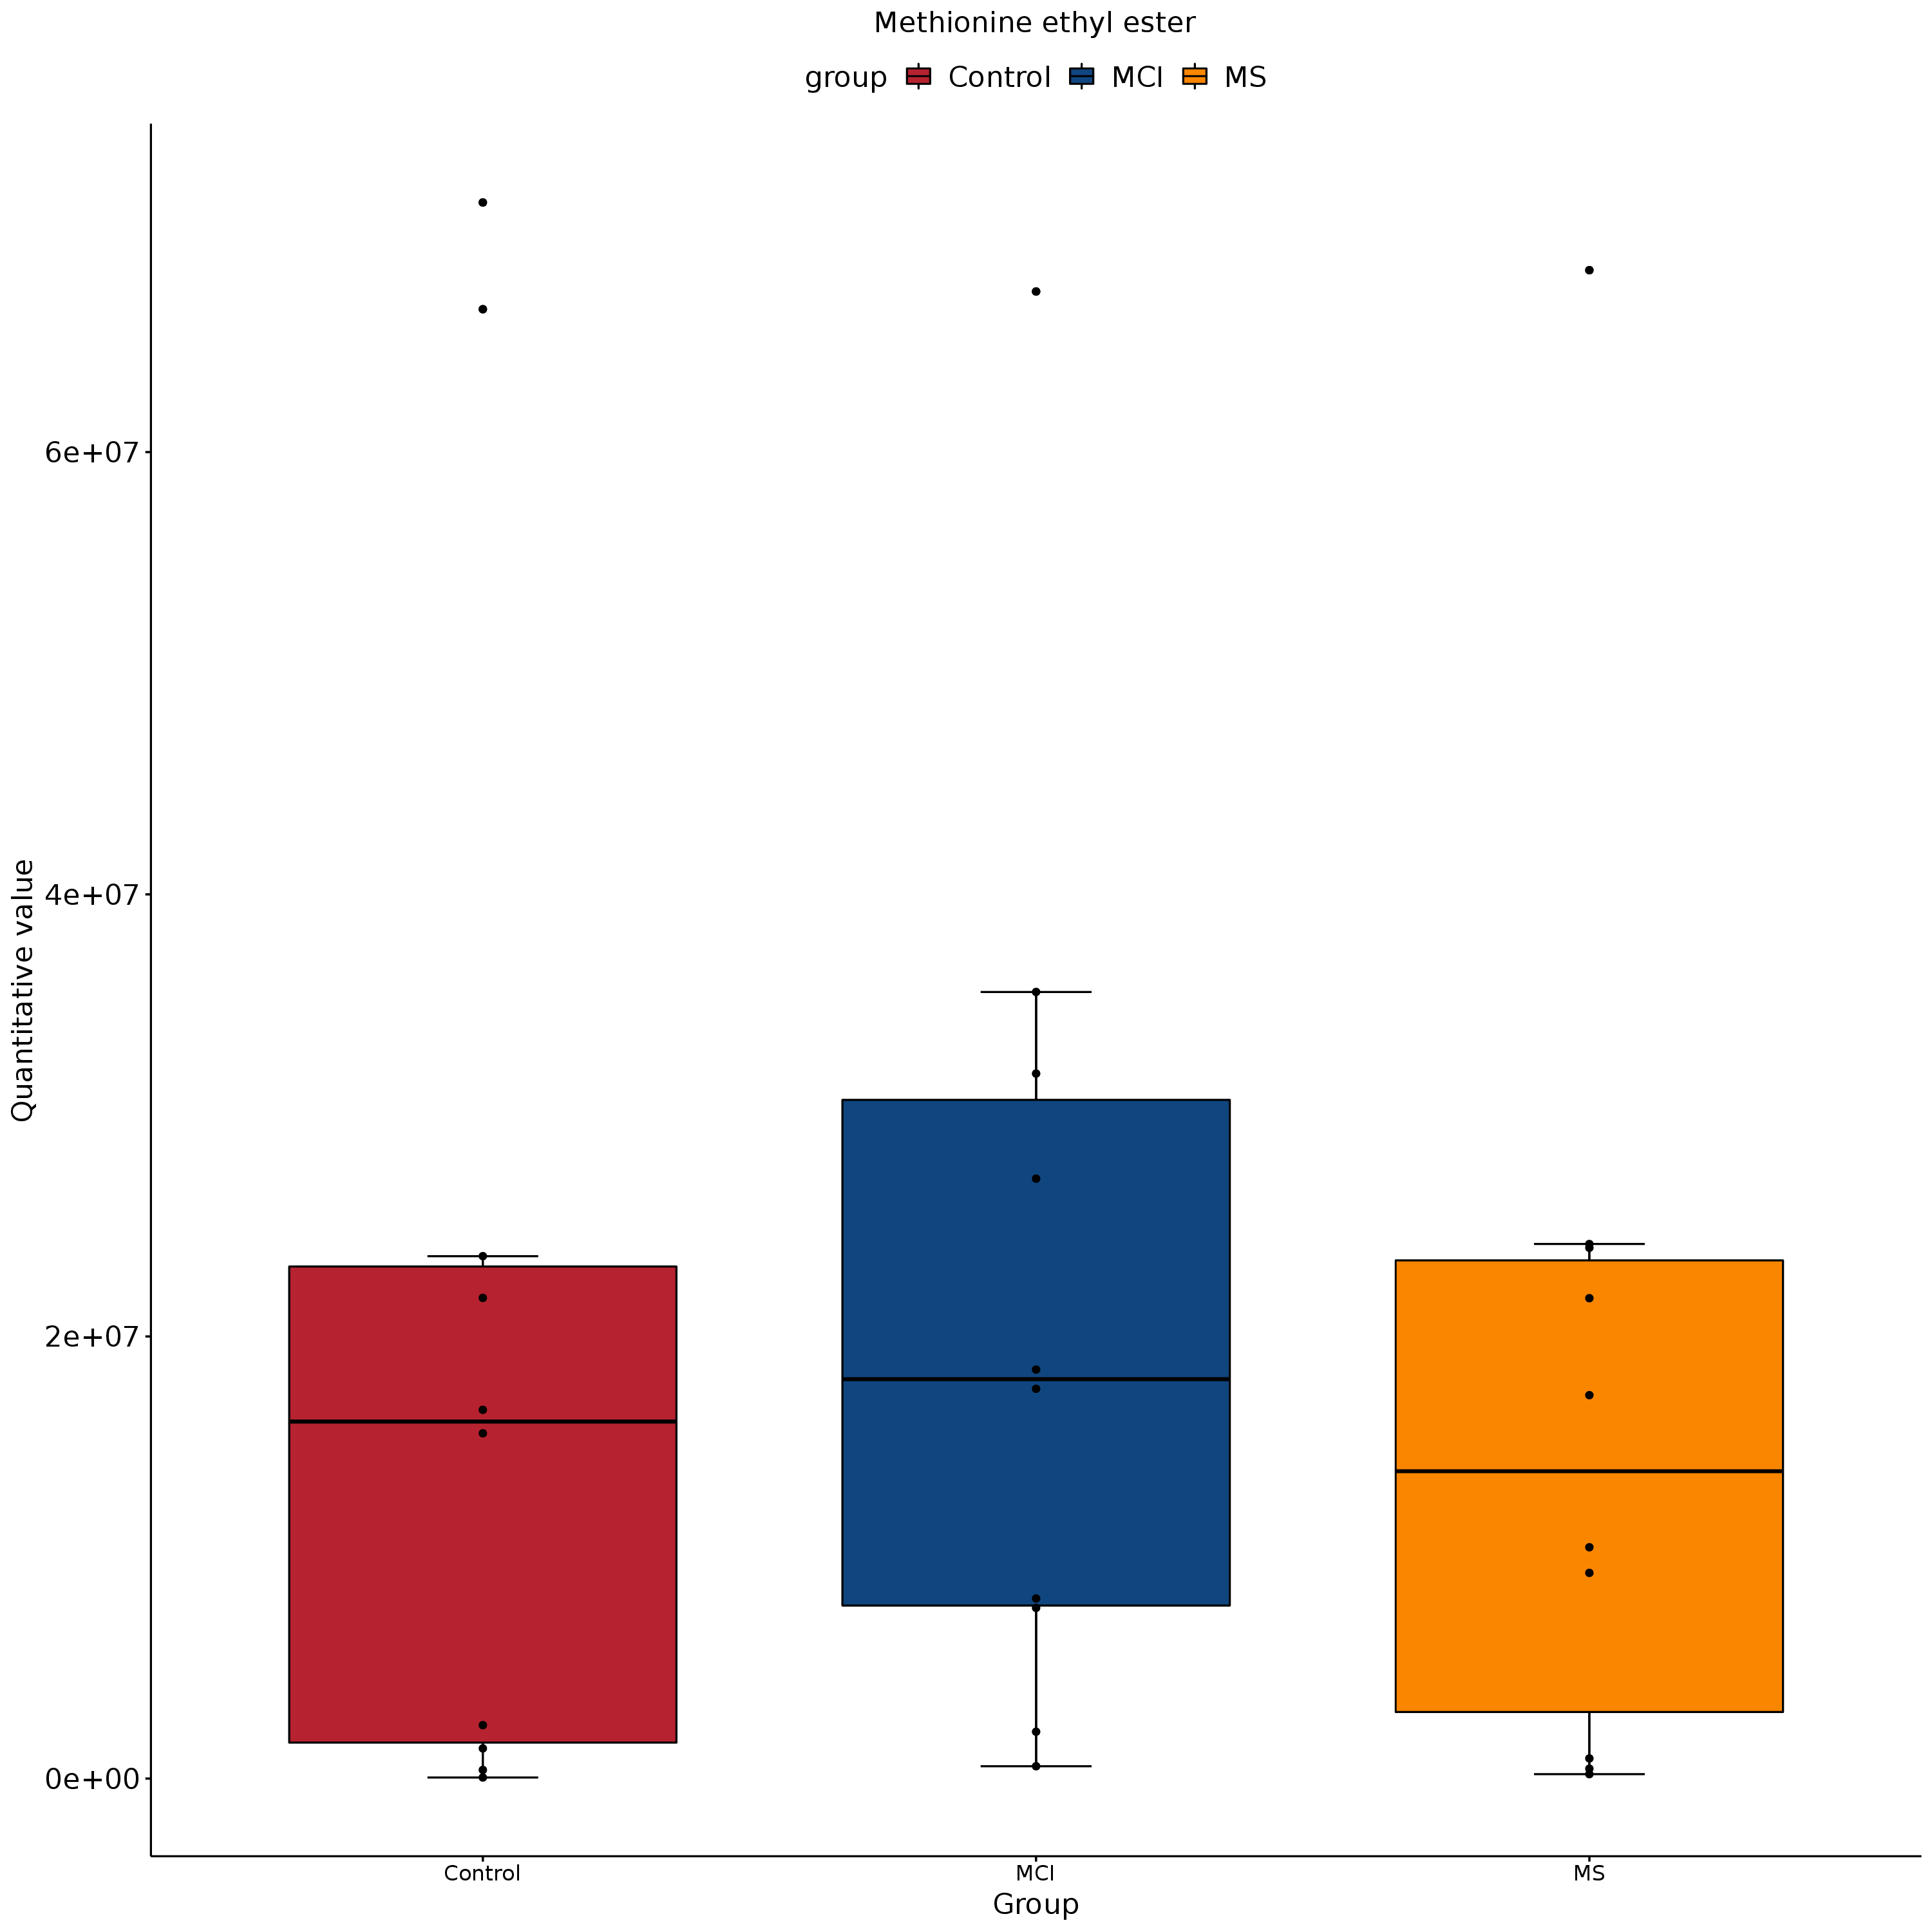 Methionine ethyl ester
group Control MCI MS
Quantitative value
6e+07
4e+07
2e+07
0e+00
Control MCI MS
Group